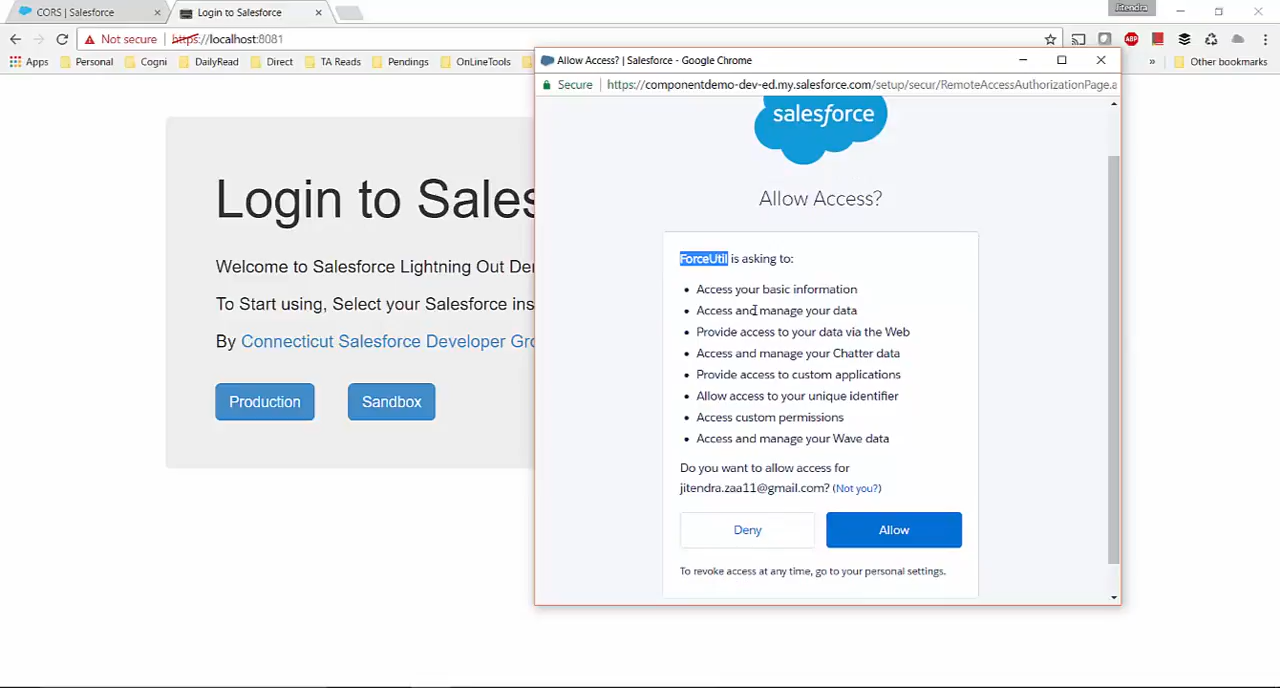 CORS | Salesforce
Login to Salesforce
Jitendra
Not secure
https://localhost:8081
Apps
Personal
Cogni
DailyRead
Direct
TA Reads
Pendings
OnLineTools
»
Other bookmarks
ABP
Allow Access? | Salesforce - Google Chrome
Secure
https://componentdemo-dev-ed.my.salesforce.com/setup/secur/RemoteAccessAuthorizationPage.a
salesforce
Allow Access?
ForceUtil is asking to:
• Access your basic information
• Access and manage your data
• Provide access to your data via the Web
• Access and manage your Chatter data
• Provide access to custom applications
• Allow access to your unique identifier
• Access custom permissions
• Access and manage your Wave data
Do you want to allow access for
jitendra.zaa11@gmail.com? (Not you?)
Deny
Allow
To revoke access at any time, go to your personal settings.
Login to Sales
Welcome to Salesforce Lightning Out De
To Start using, Select your Salesforce ins
By Connecticut Salesforce Developer Gro
Production
Sandbox